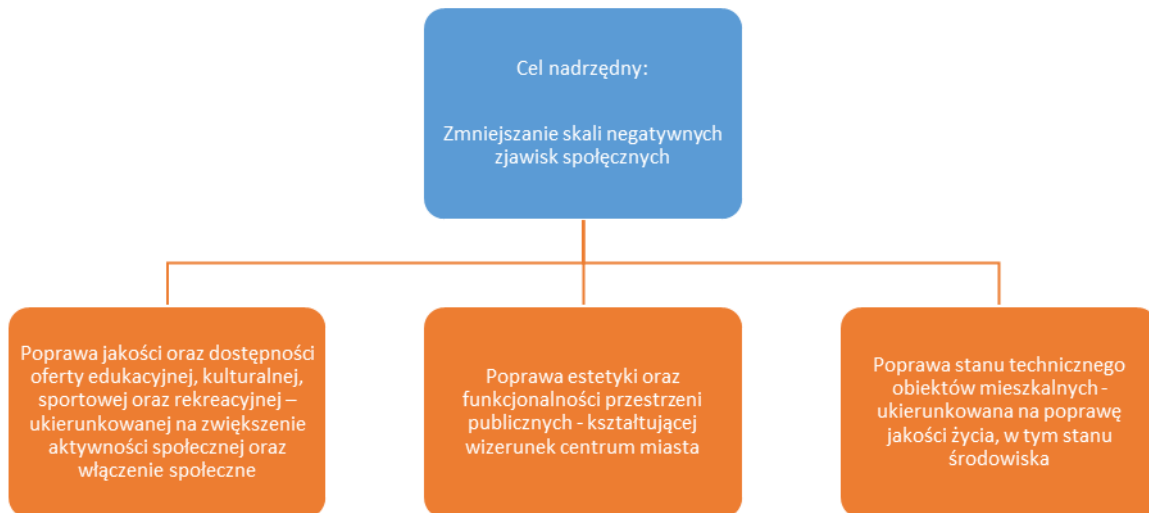 Cel nadrzędny:
Zmniejszanie skali negatywnych
zjawisk społęcznych
Poprawa jakości oraz dostępności
oferty edukacyjnej, kulturalnej,
sportowej oraz rekreacyjnej –
ukierunkowanej na zwiększenie
aktywności społecznej oraz
włączenie społeczne
Poprawa estetyki oraz
funkcjonalności przestrzeni
publicznych - kształtującej
wizerunek centrum miasta
Poprawa stanu technicznego
obiektów mieszkalnych -
ukierunkowana na poprawę
jakości życia, w tym stanu
środowiska